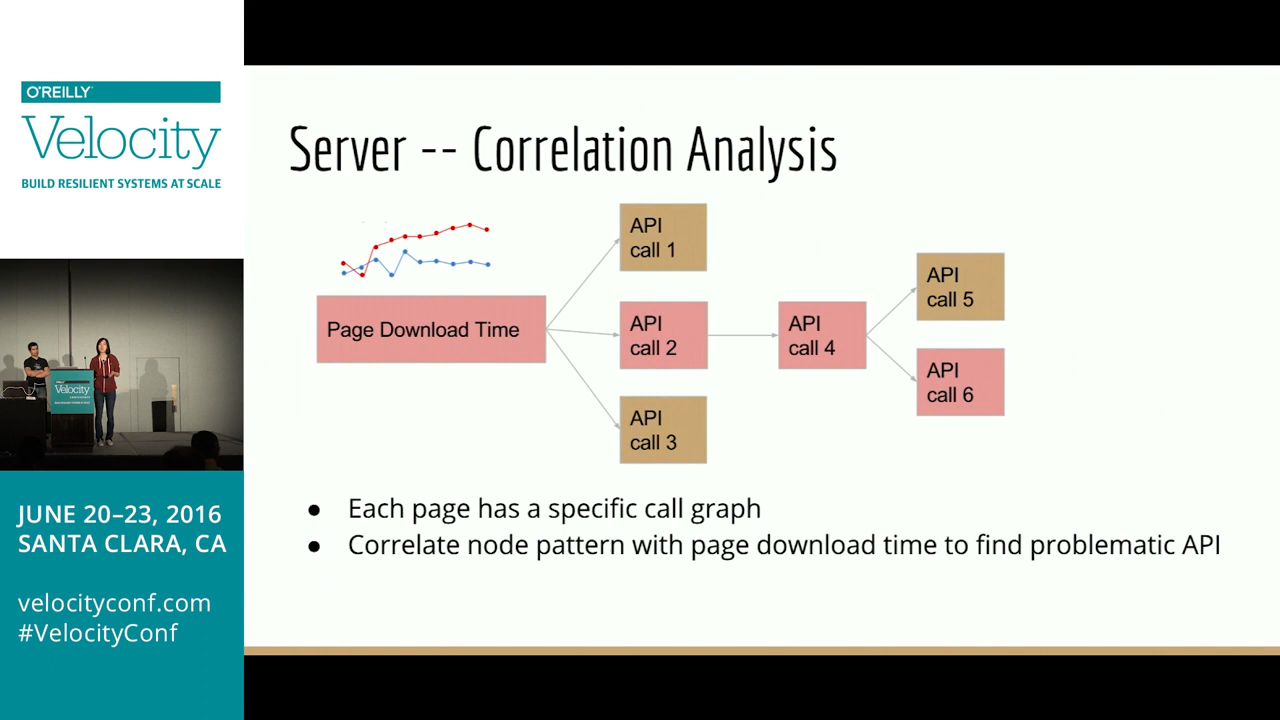 O'REILLY
Velocity
BUILD RESILIENT SYSTEMS AT SCALE
Server -- Correlation Analysis
Page Download Time
API
call 1
API
call 2
API
call 3
API
call 4
API
call 5
API
call 6
● Each page has a specific call graph
● Correlate node pattern with page download time to find problematic API
Velocity
JUNE 20–23, 2016
SANTA CLARA, CA
velocityconf.com
#VelocityConf